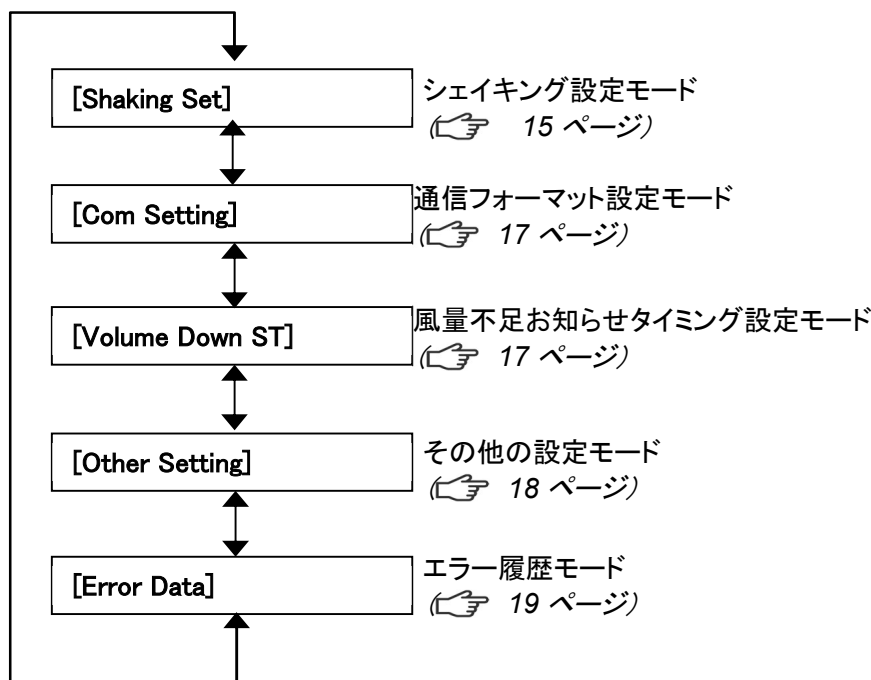 [Shaking Set]
シェイキング設定モード
(15 ページ)
[Com Setting]
通信フォーマット設定モード
(17 ページ)
[Volume Down ST]
風量不足お知らせタイミング設定モード
(17 ページ)
[Other Setting]
その他の設定モード
(18 ページ)
[Error Data]
エラー履歴モード
(19 ページ)